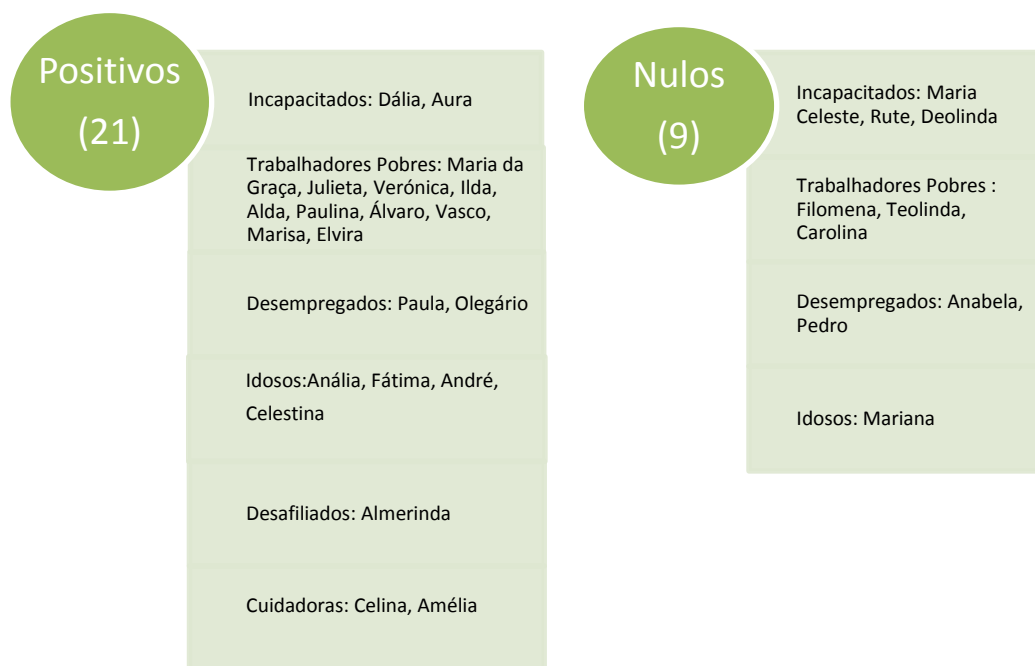 Positivos
(21)
Incapacitados: Dália, Aura
Trabalhadores Pobres: Maria da
Graça, Julieta, Verónica, Ilda,
Alda, Paulina, Álvaro, Vasco,
Marisa, Elvira
Desempregados: Paula, Olegário
Idosos:Anália, Fátima, André,
Celestina
Desafiliados: Almerinda
Cuidadoras: Celina, Amélia
Nulos
(9)
Incapacitados: Maria
Celeste, Rute, Deolinda
Trabalhadores Pobres :
Filomena, Teolinda,
Carolina
Desempregados: Anabela,
Pedro
Idosos: Mariana